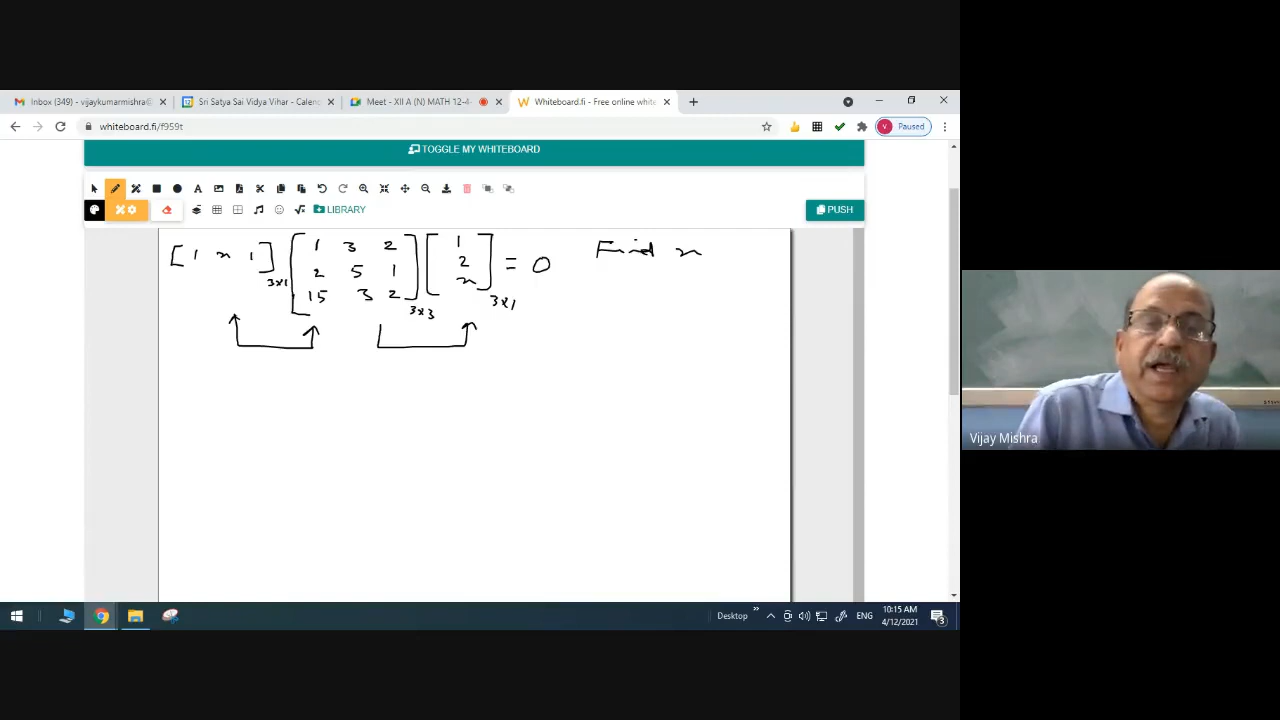 Inbox (349) - vijaykumarmishra@
Sri Satya Sai Vidya Vihar - Calend
Meet - XII A (N) MATH 12-4-
Whiteboard.fi - Free online white
whiteboard.fi/f959t
V Paused
TOGGLE MY WHITEBOARD
LIBRARY
PUSH
[1 x 1]3x1 [1 3 2 [1
2 5 1 2 = 0 Find x
15 3 2]3x3 x]3x1
Vijay Mishra
Desktop
ENG
10:15 AM
4/12/2021
3